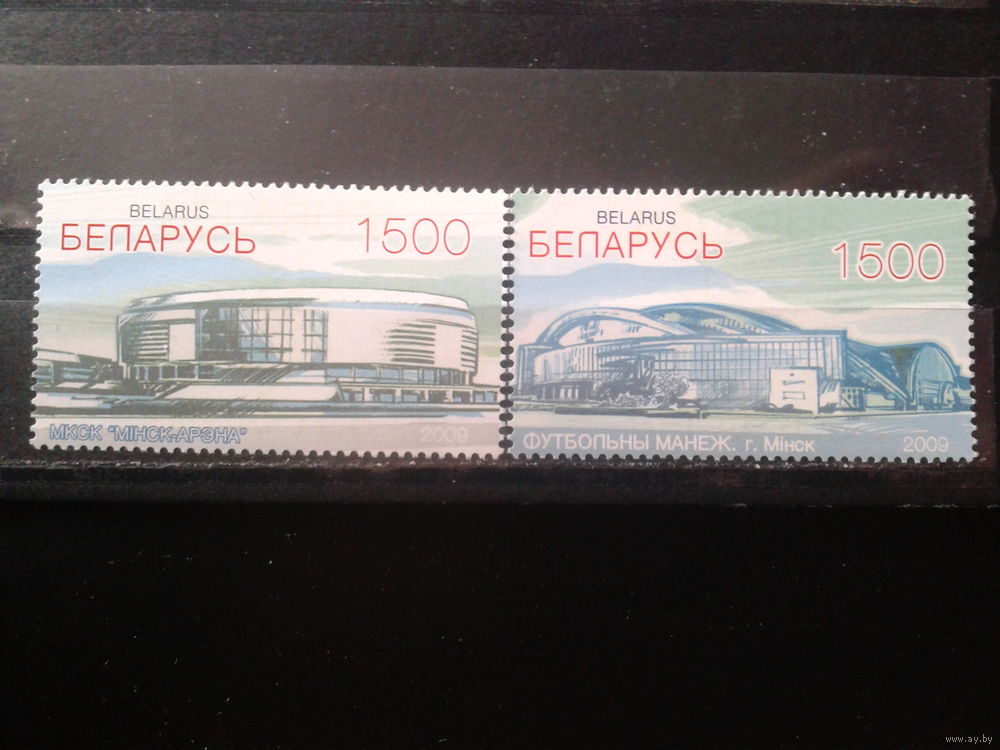 BELARUS
БЕЛАРУСЬ
1500
МКСК "МІНСК-АРЭНА"
2009
BELARUS
БЕЛАРУСЬ
1500
ФУТБОЛЬНЫ МАНЕЖ. г. Мінск
2009
www.ay.by